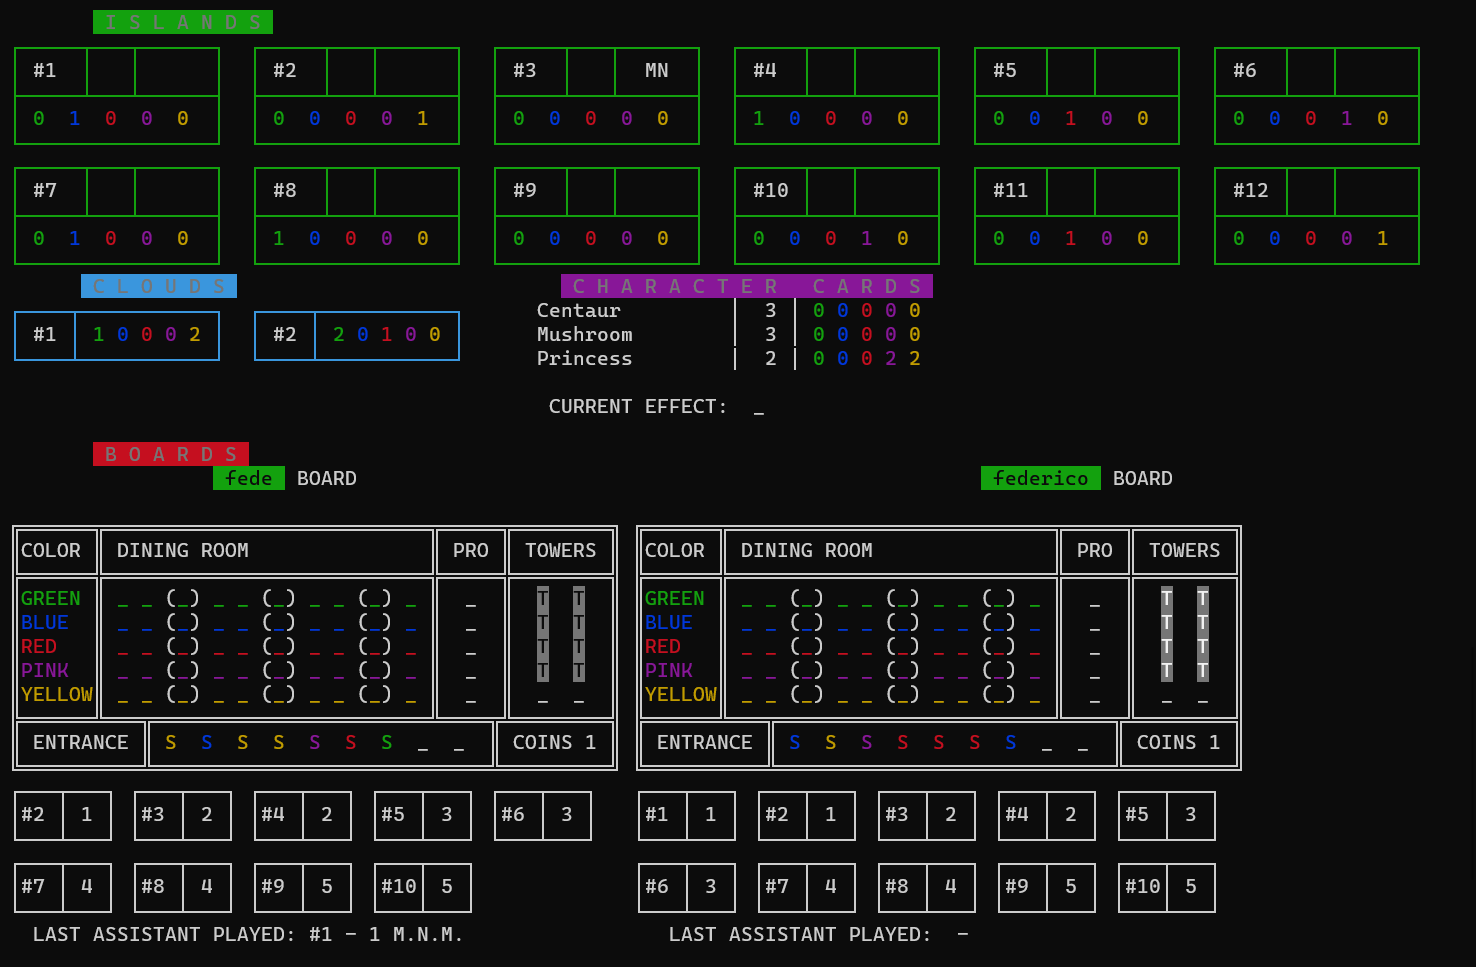 I S L A N D S
#1 #2 #3 MN #4 #5 #6
0 1 0 0 0 0 0 0 0 1 0 0 0 0 0 1 0 0 0 0 0 0 1 0 0 0 0 0 1 0
#7 #8 #9 #10 #11 #12
0 1 0 0 0 1 0 0 0 0 0 0 0 0 0 0 0 0 1 0 0 0 1 0 0 0 0 0 0 1
C L O U D S C H A R A C T E R C A R D S
Centaur | 3 | 0 0 0 0 0
#1 1 0 0 0 2 #2 2 0 1 0 0 Mushroom | 3 | 0 0 0 0 0
Princess | 2 | 0 0 0 2 2
CURRENT EFFECT: _
B O A R D S
fede BOARD federico BOARD
COLOR DINING ROOM PRO TOWERS COLOR DINING ROOM PRO TOWERS
GREEN _ _ (_) _ _ (_) _ _ (_) _ _ T T GREEN _ _ (_) _ _ (_) _ _ (_) _ _ T T
BLUE _ _ (_) _ _ (_) _ _ (_) _ _ T T BLUE _ _ (_) _ _ (_) _ _ (_) _ _ T T
RED _ _ (_) _ _ (_) _ _ (_) _ _ T T RED _ _ (_) _ _ (_) _ _ (_) _ _ T T
PINK _ _ (_) _ _ (_) _ _ (_) _ _ T T PINK _ _ (_) _ _ (_) _ _ (_) _ _ T T
YELLOW _ _ (_) _ _ (_) _ _ (_) _ _ _ _ YELLOW _ _ (_) _ _ (_) _ _ (_) _ _ _ _
ENTRANCE S S S S S S S _ _ COINS 1 ENTRANCE S S S S S S S _ _ COINS 1
#2 1 #3 2 #4 2 #5 3 #6 3 #1 1 #2 1 #3 2 #4 2 #5 3
#7 4 #8 4 #9 5 #10 5 #6 3 #7 4 #8 4 #9 5 #10 5
LAST ASSISTANT PLAYED: #1 - 1 M.N.M. LAST ASSISTANT PLAYED: -